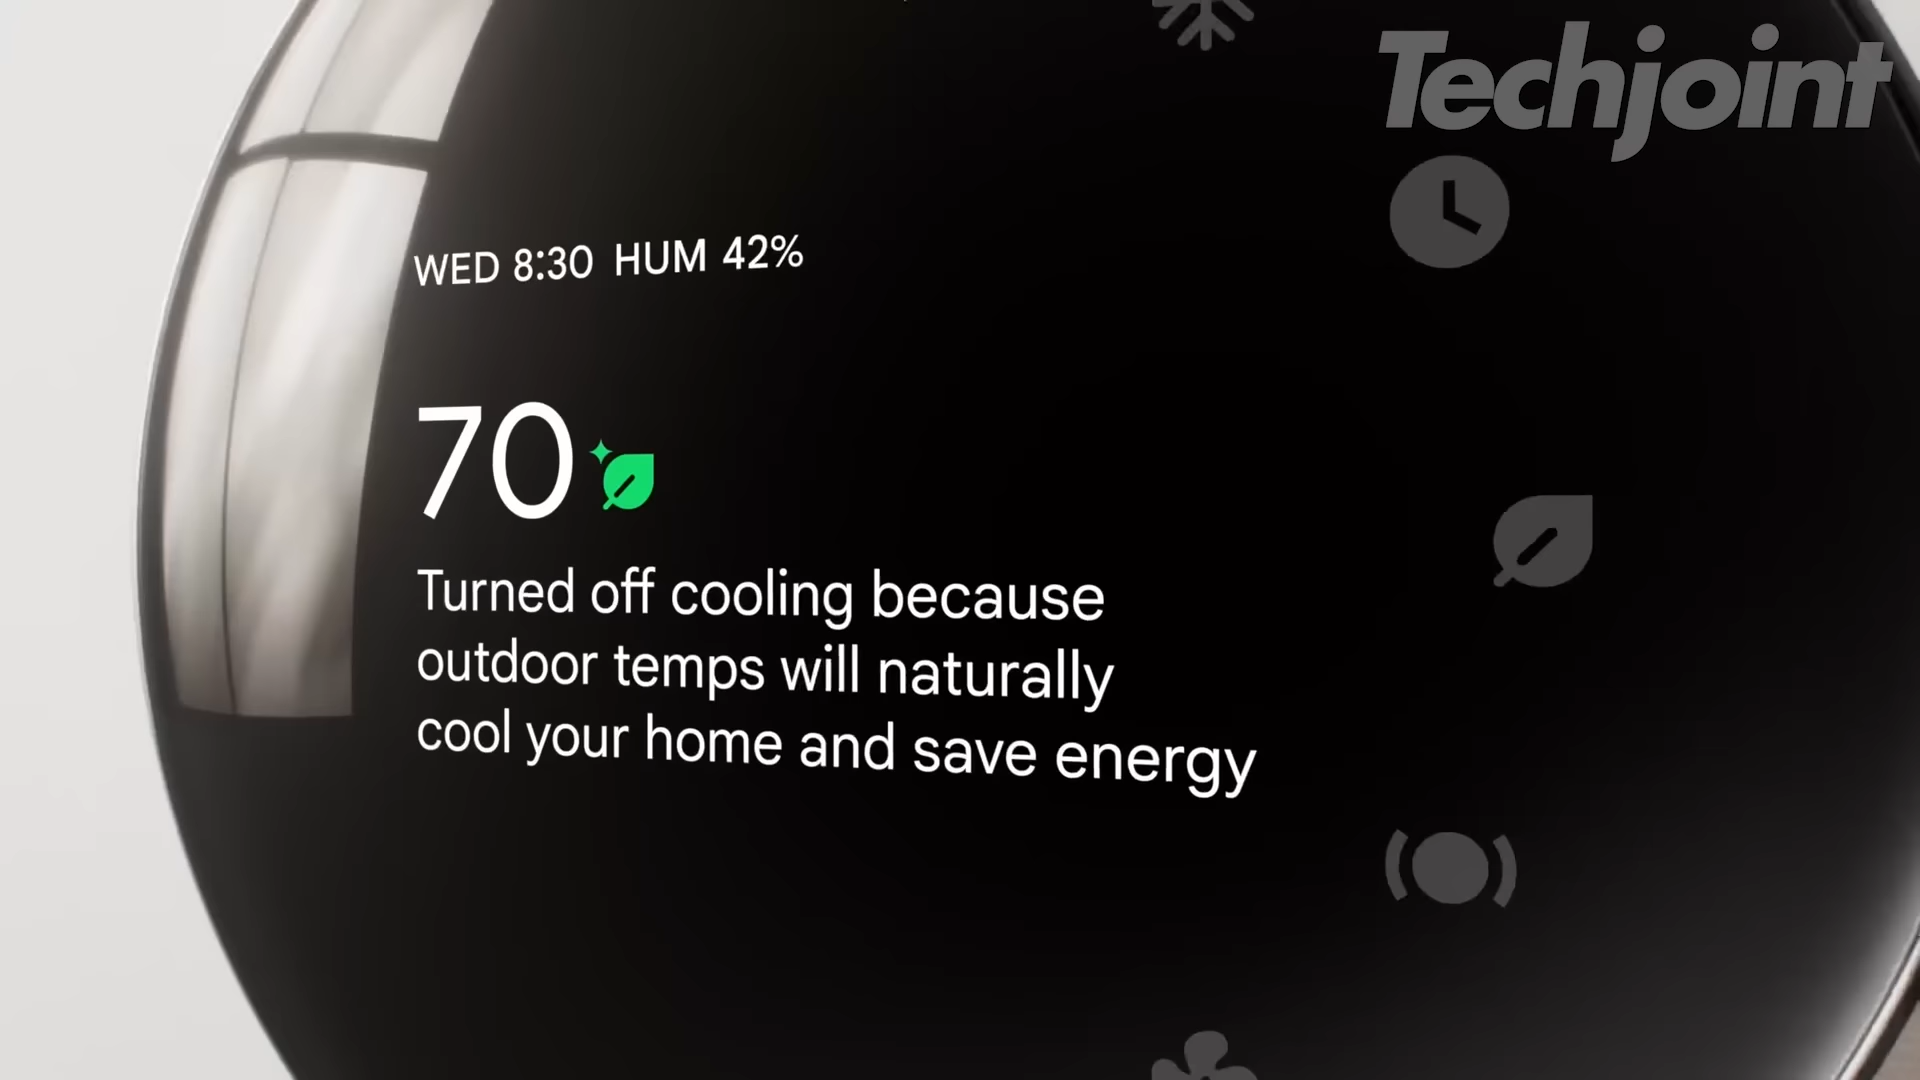 Techjoint
WED 8:30 HUM 42%
70
Turned off cooling because
outdoor temps will naturally
cool your home and save energy